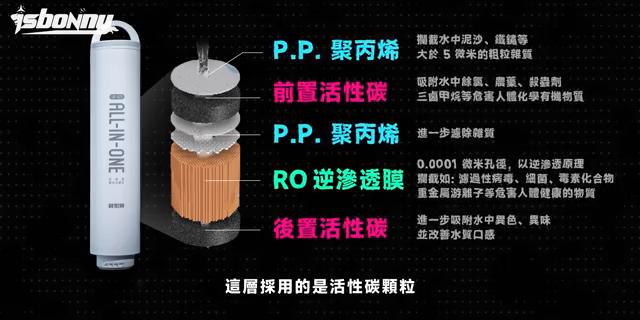 isbonny
ALL-IN-ONE
P.P. 聚丙烯
攔截水中泥沙、鐵鏽等
大於 5 微米的粗粒雜質
前置活性碳
吸附水中餘氯、農藥、殺蟲劑
三鹵甲烷等危害人體化學有機物質
P.P. 聚丙烯
進一步濾除雜質
RO 逆滲透膜
0.0001 微米孔徑，以逆滲透原理
攔截如: 濾過性病毒、細菌、毒素化合物
重金屬游離子等危害人體健康的物質
後置活性碳
進一步吸附水中異色、異味
並改善水質口感
這層採用的是活性碳顆粒